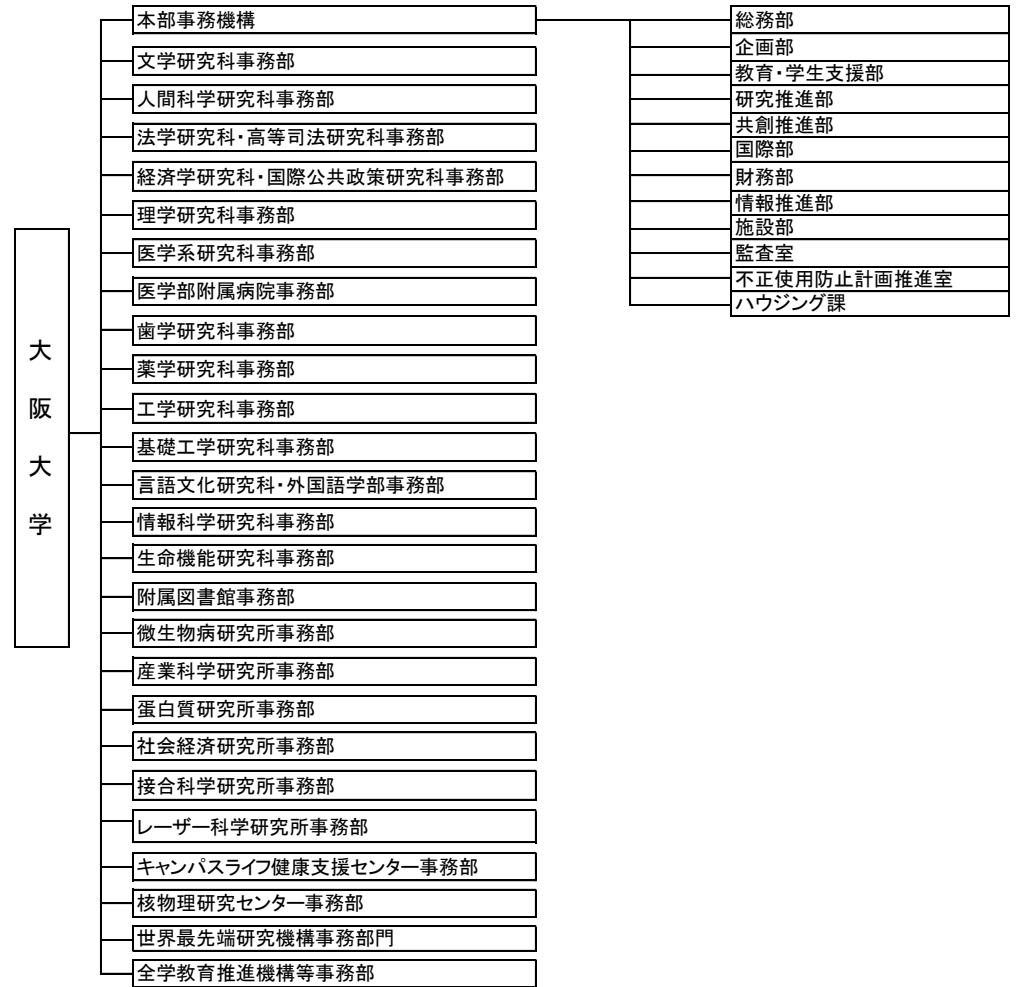 大阪大学
本部事務機構
文学研究科事務部
人間科学研究科事務部
法学研究科・高等司法研究科事務部
経済学研究科・国際公共政策研究科事務部
理学研究科事務部
医学系研究科事務部
医学部附属病院事務部
歯学研究科事務部
薬学研究科事務部
工学研究科事務部
基礎工学研究科事務部
言語文化研究科・外国語学部事務部
情報科学研究科事務部
生命機能研究科事務部
附属図書館事務部
微生物病研究所事務部
産業科学研究所事務部
蛋白質研究所事務部
社会経済研究所事務部
接合科学研究所事務部
レーザー科学研究所事務部
キャンパスライフ健康支援センター事務部
核物理研究センター事務部
世界最先端研究機構事務部門
全学教育推進機構等事務部
総務部
企画部
教育・学生支援部
研究推進部
共創推進部
国際部
財務部
情報推進部
施設部
監査室
不正使用防止計画推進室
ハウジング課